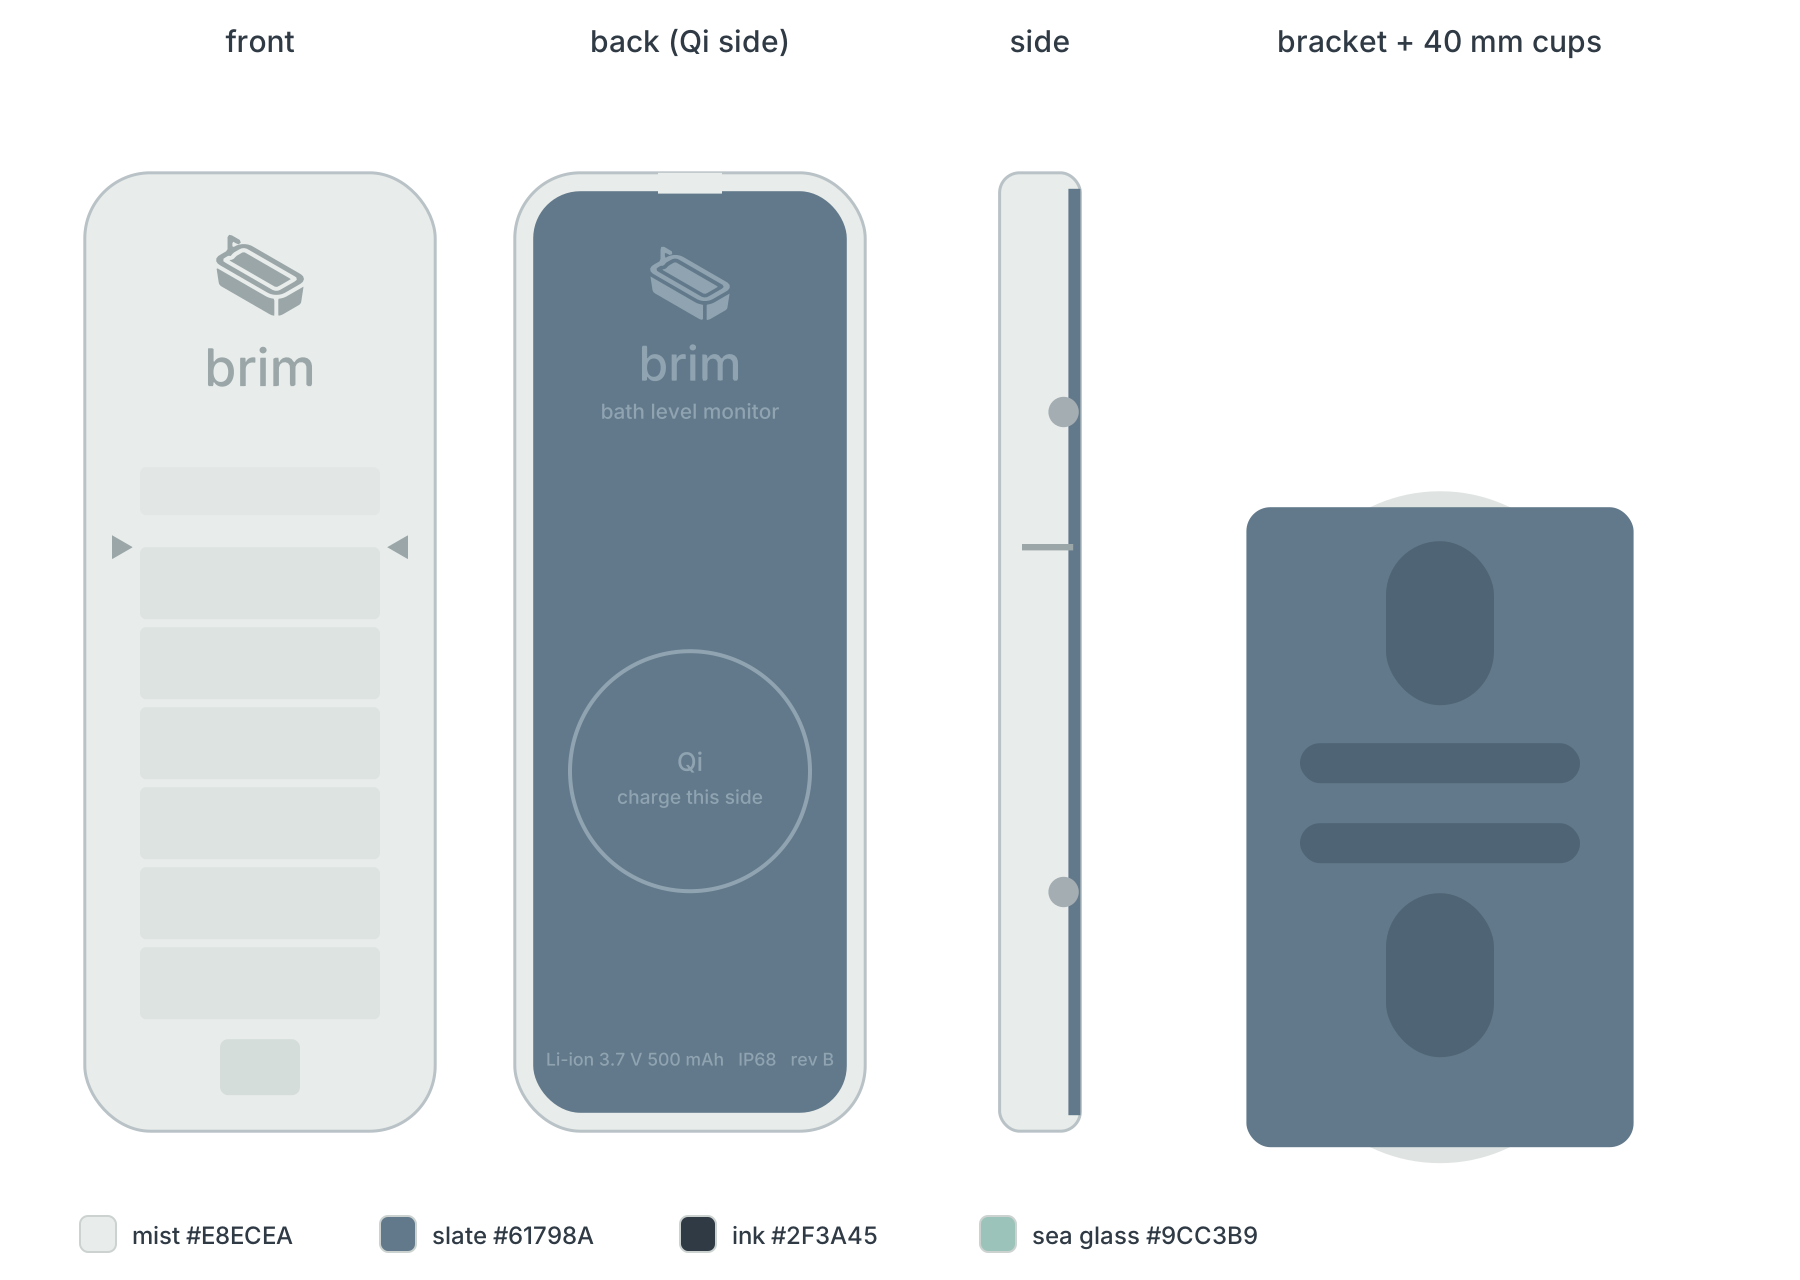 front
back (Qi side)
side
bracket + 40 mm cups
brim
brim
bath level monitor
Qi
charge this side
Li-ion 3.7 V 500 mAh IP68 rev B
mist #E8ECEA
slate #61798A
ink #2F3A45
sea glass #9CC3B9